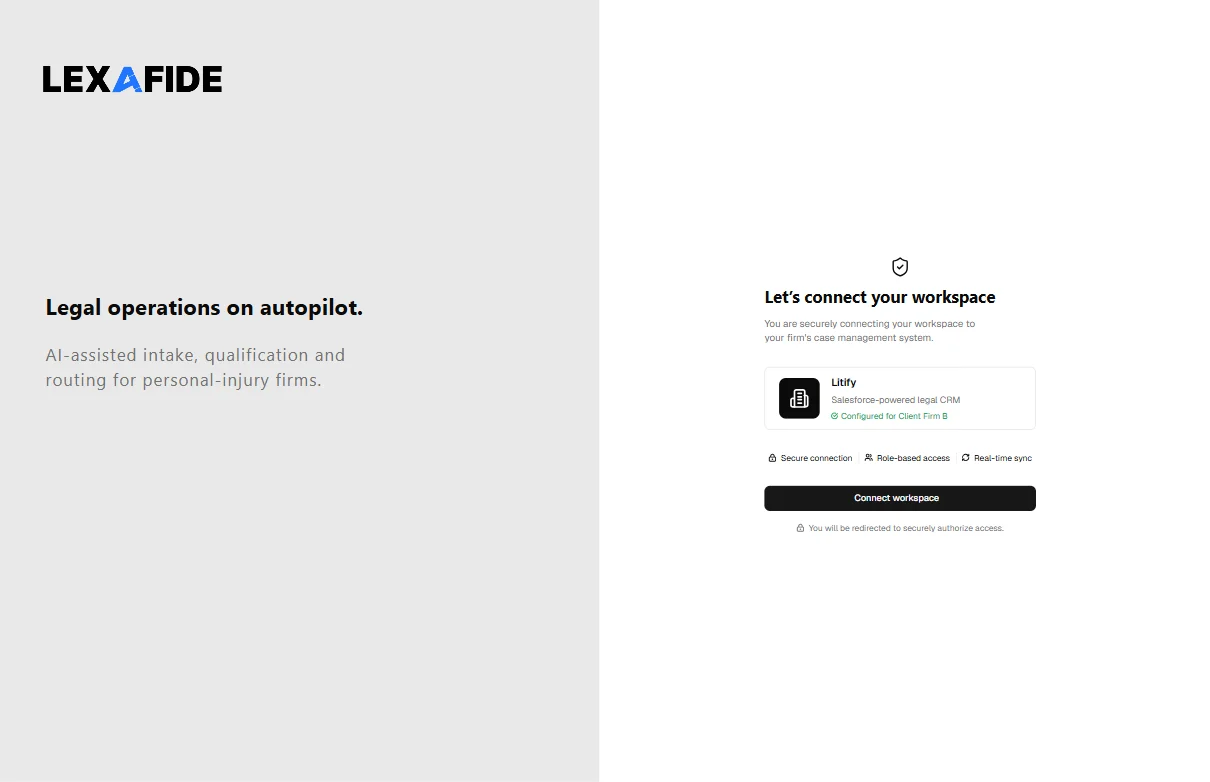 LEXAFIDE
Legal operations on autopilot.
AI-assisted intake, qualification and
routing for personal-injury firms.
Let's connect your workspace
You are securely connecting your workspace to
your firm's case management system.
Litify
Salesforce-powered legal CRM
Configured for Client Firm B
Secure connection
Role-based access
Real-time sync
Connect workspace
You will be redirected to securely authorize access.